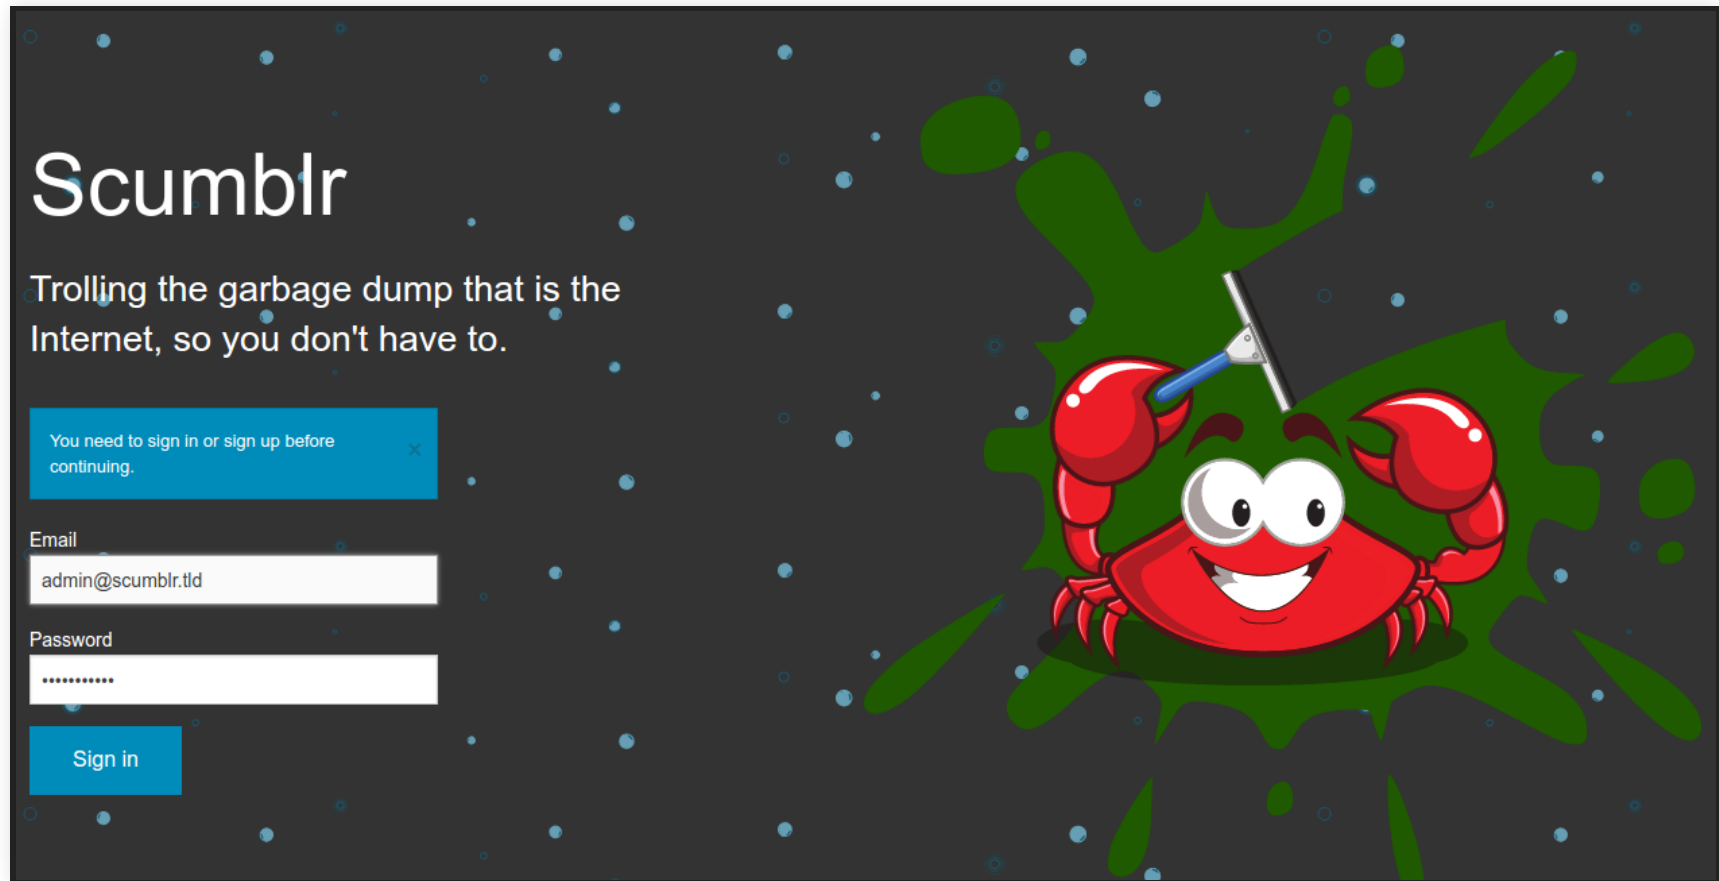 Scumblr
Trolling the garbage dump that is the
Internet, so you don't have to.
You need to sign in or sign up before
continuing.
×
Email
admin@scumblr.tld
Password
•••••••••••
Sign in